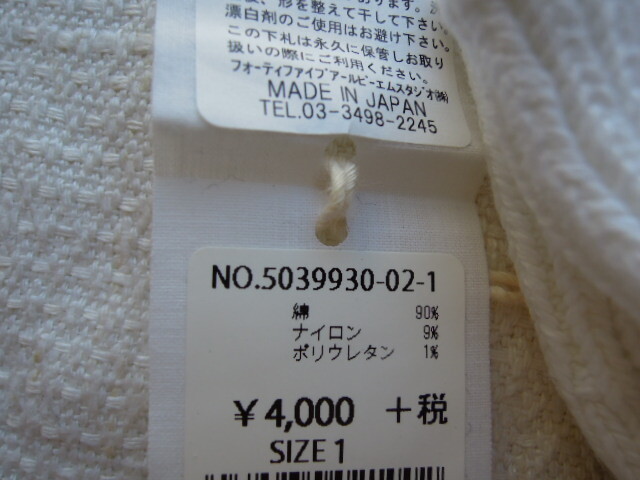 形を整えて干して下さい。
漂白剤のご使用はお避け下さい。
この下札は永久に保管しお取り
扱いの際にご利用ください。
フォーティファイブアールピーエムスタジオ㈱
MADE IN JAPAN
TEL.03-3498-2245
NO.5039930-02-1
綿 90%
ナイロン 9%
ポリウレタン 1%
¥4,000 +税
SIZE 1